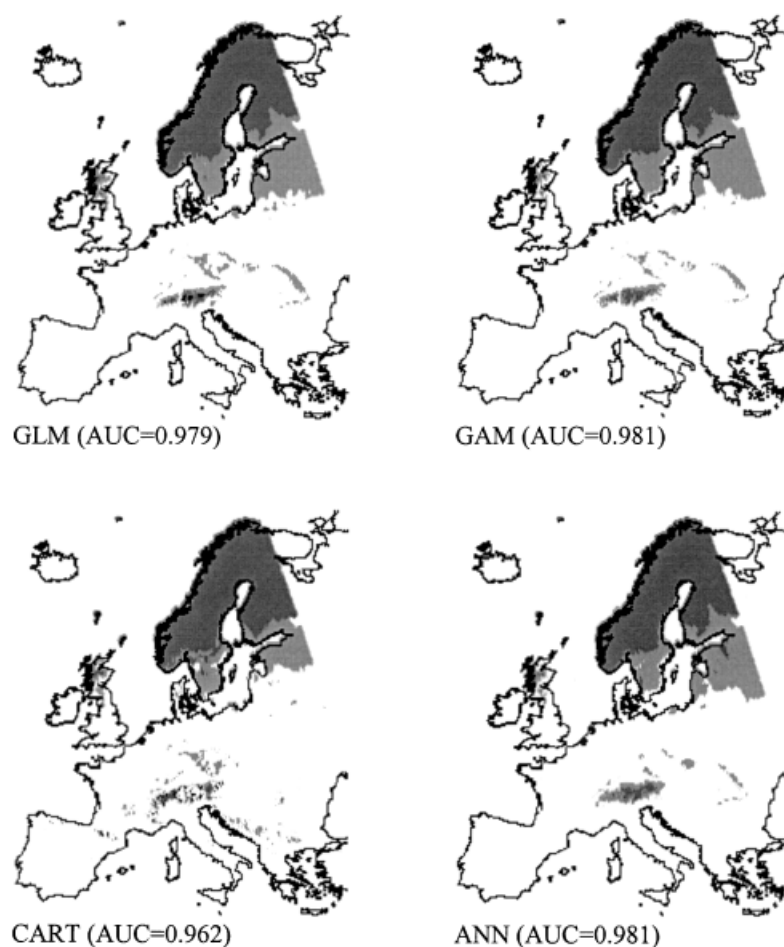 GLM (AUC=0.979)
GAM (AUC=0.981)
CART (AUC=0.962)
ANN (AUC=0.981)